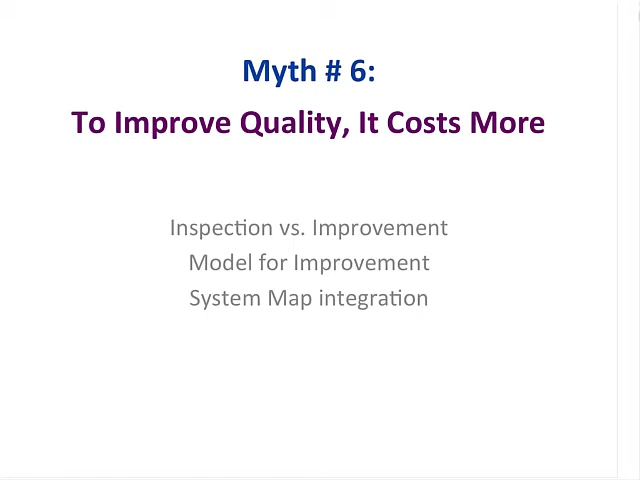 Myth # 6:
To Improve Quality, It Costs More
Inspection vs. Improvement
Model for Improvement
System Map integration